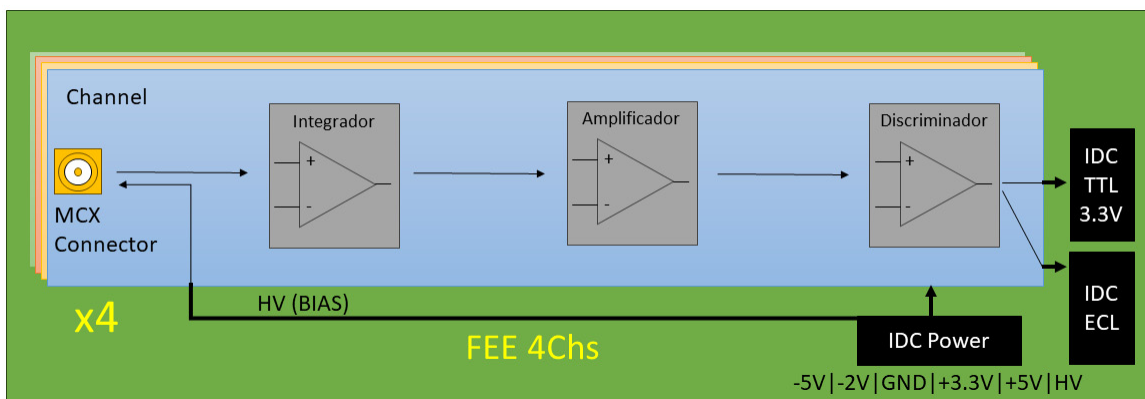 Channel
Integrador
+
-
Amplificador
+
-
Discriminador
+
-
MCX
Connector
IDC
TTL
3.3V
IDC
ECL
x4
HV (BIAS)
FEE 4Chs
IDC Power
-5V|-2V|GND|+3.3V|+5V|HV